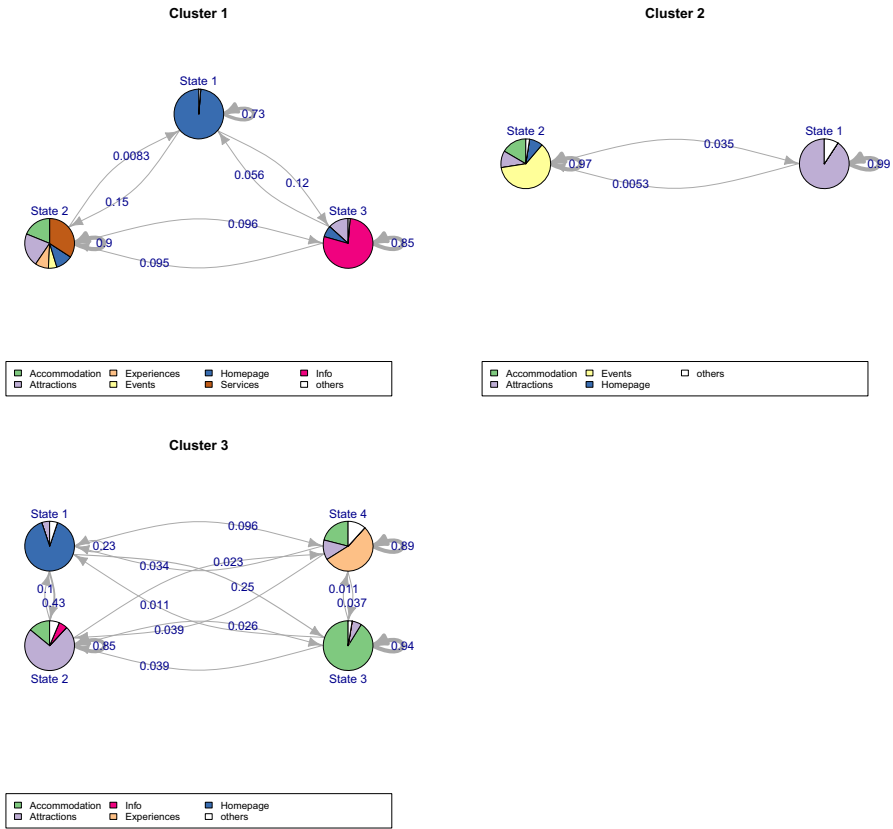 Cluster 1
State 1
0.73
0.0083
0.056
0.12
0.15
State 2
State 3
0.096
0.9
0.85
0.095
Accommodation Experiences Homepage Info
Attractions Events Services others
Cluster 2
State 2
State 1
0.035
0.97
0.99
0.0053
Accommodation Events others
Attractions Homepage
Cluster 3
State 1
State 4
0.096
0.23
0.89
0.034
0.023
0.1
0.25
0.011
0.43
0.011
0.037
0.039
0.026
0.85
0.94
0.039
State 2
State 3
Accommodation Info Homepage
Attractions Experiences others